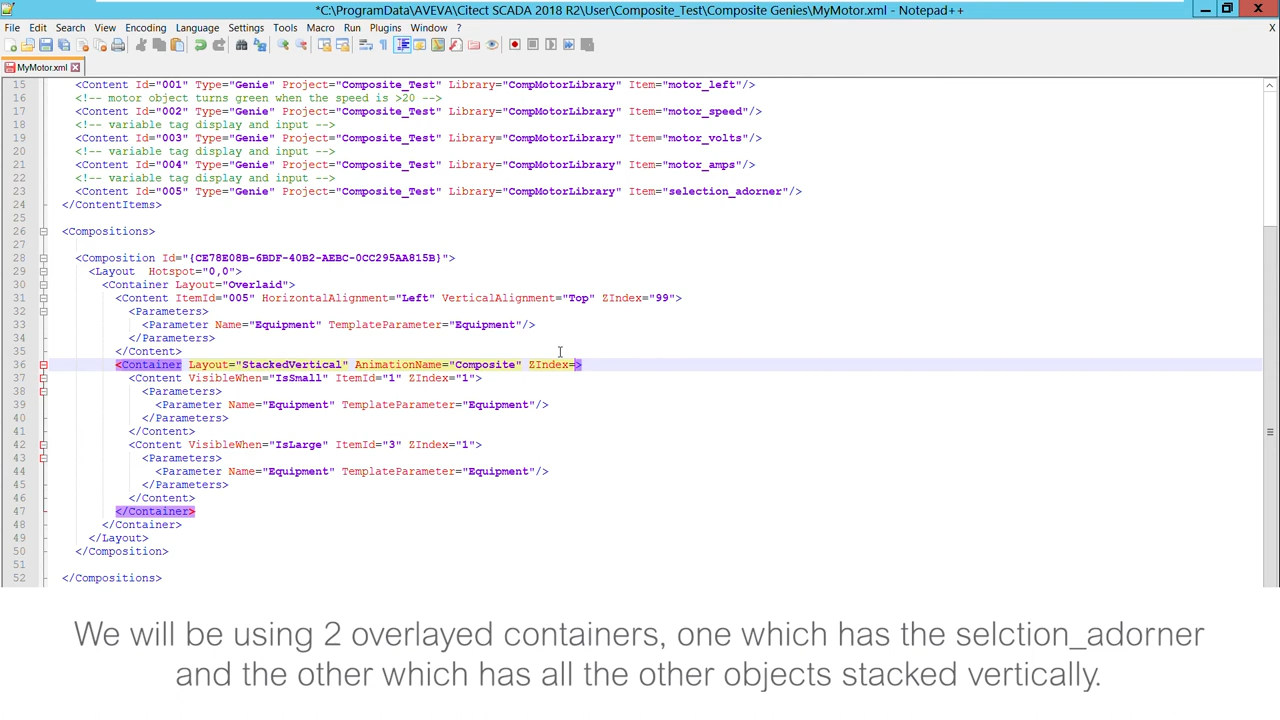 *C:\ProgramData\AVEVA\Citect SCADA 2018 R2\User\Composite_Test\Composite Genies\MyMotor.xml - Notepad++
File Edit Search View Encoding Language Settings Tools Macro Run Plugins Window ? X
MyMotor.xml
15 <Content Id="001" Type="Genie" Project="Composite_Test" Library="CompMotorLibrary" Item="motor_left"/>
16 <!-- motor object turns green when the speed is >20 -->
17 <Content Id="002" Type="Genie" Project="Composite_Test" Library="CompMotorLibrary" Item="motor_speed"/>
18 <!-- variable tag display and input -->
19 <Content Id="003" Type="Genie" Project="Composite_Test" Library="CompMotorLibrary" Item="motor_volts"/>
20 <!-- variable tag display and input -->
21 <Content Id="004" Type="Genie" Project="Composite_Test" Library="CompMotorLibrary" Item="motor_amps"/>
22 <!-- variable tag display and input -->
23 <Content Id="005" Type="Genie" Project="Composite_Test" Library="CompMotorLibrary" Item="selection_adorner"/>
24 </ContentItems>
25
26 <Compositions>
27
28 <Composition Id="{CE78E08B-6BDF-40B2-AEBC-0CC295AA815B}">
29 <Layout Hotspot="0,0">
30 <Container Layout="Overlaid">
31 <Content ItemId="005" HorizontalAlignment="Left" VerticalAlignment="Top" ZIndex="99">
32 <Parameters>
33 <Parameter Name="Equipment" TemplateParameter="Equipment"/>
34 </Parameters>
35 </Content>
36 <Container Layout="StackedVertical" AnimationName="Composite" ZIndex=>
37 <Content VisibleWhen="IsSmall" ItemId="1" ZIndex="1">
38 <Parameters>
39 <Parameter Name="Equipment" TemplateParameter="Equipment"/>
40 </Parameters>
41 </Content>
42 <Content VisibleWhen="IsLarge" ItemId="3" ZIndex="1">
43 <Parameters>
44 <Parameter Name="Equipment" TemplateParameter="Equipment"/>
45 </Parameters>
46 </Content>
47 </Container>
48 </Container>
49 </Layout>
50 </Composition>
51
52 </Compositions>
We will be using 2 overlayed containers, one which has the selction_adorner
and the other which has all the other objects stacked vertically.